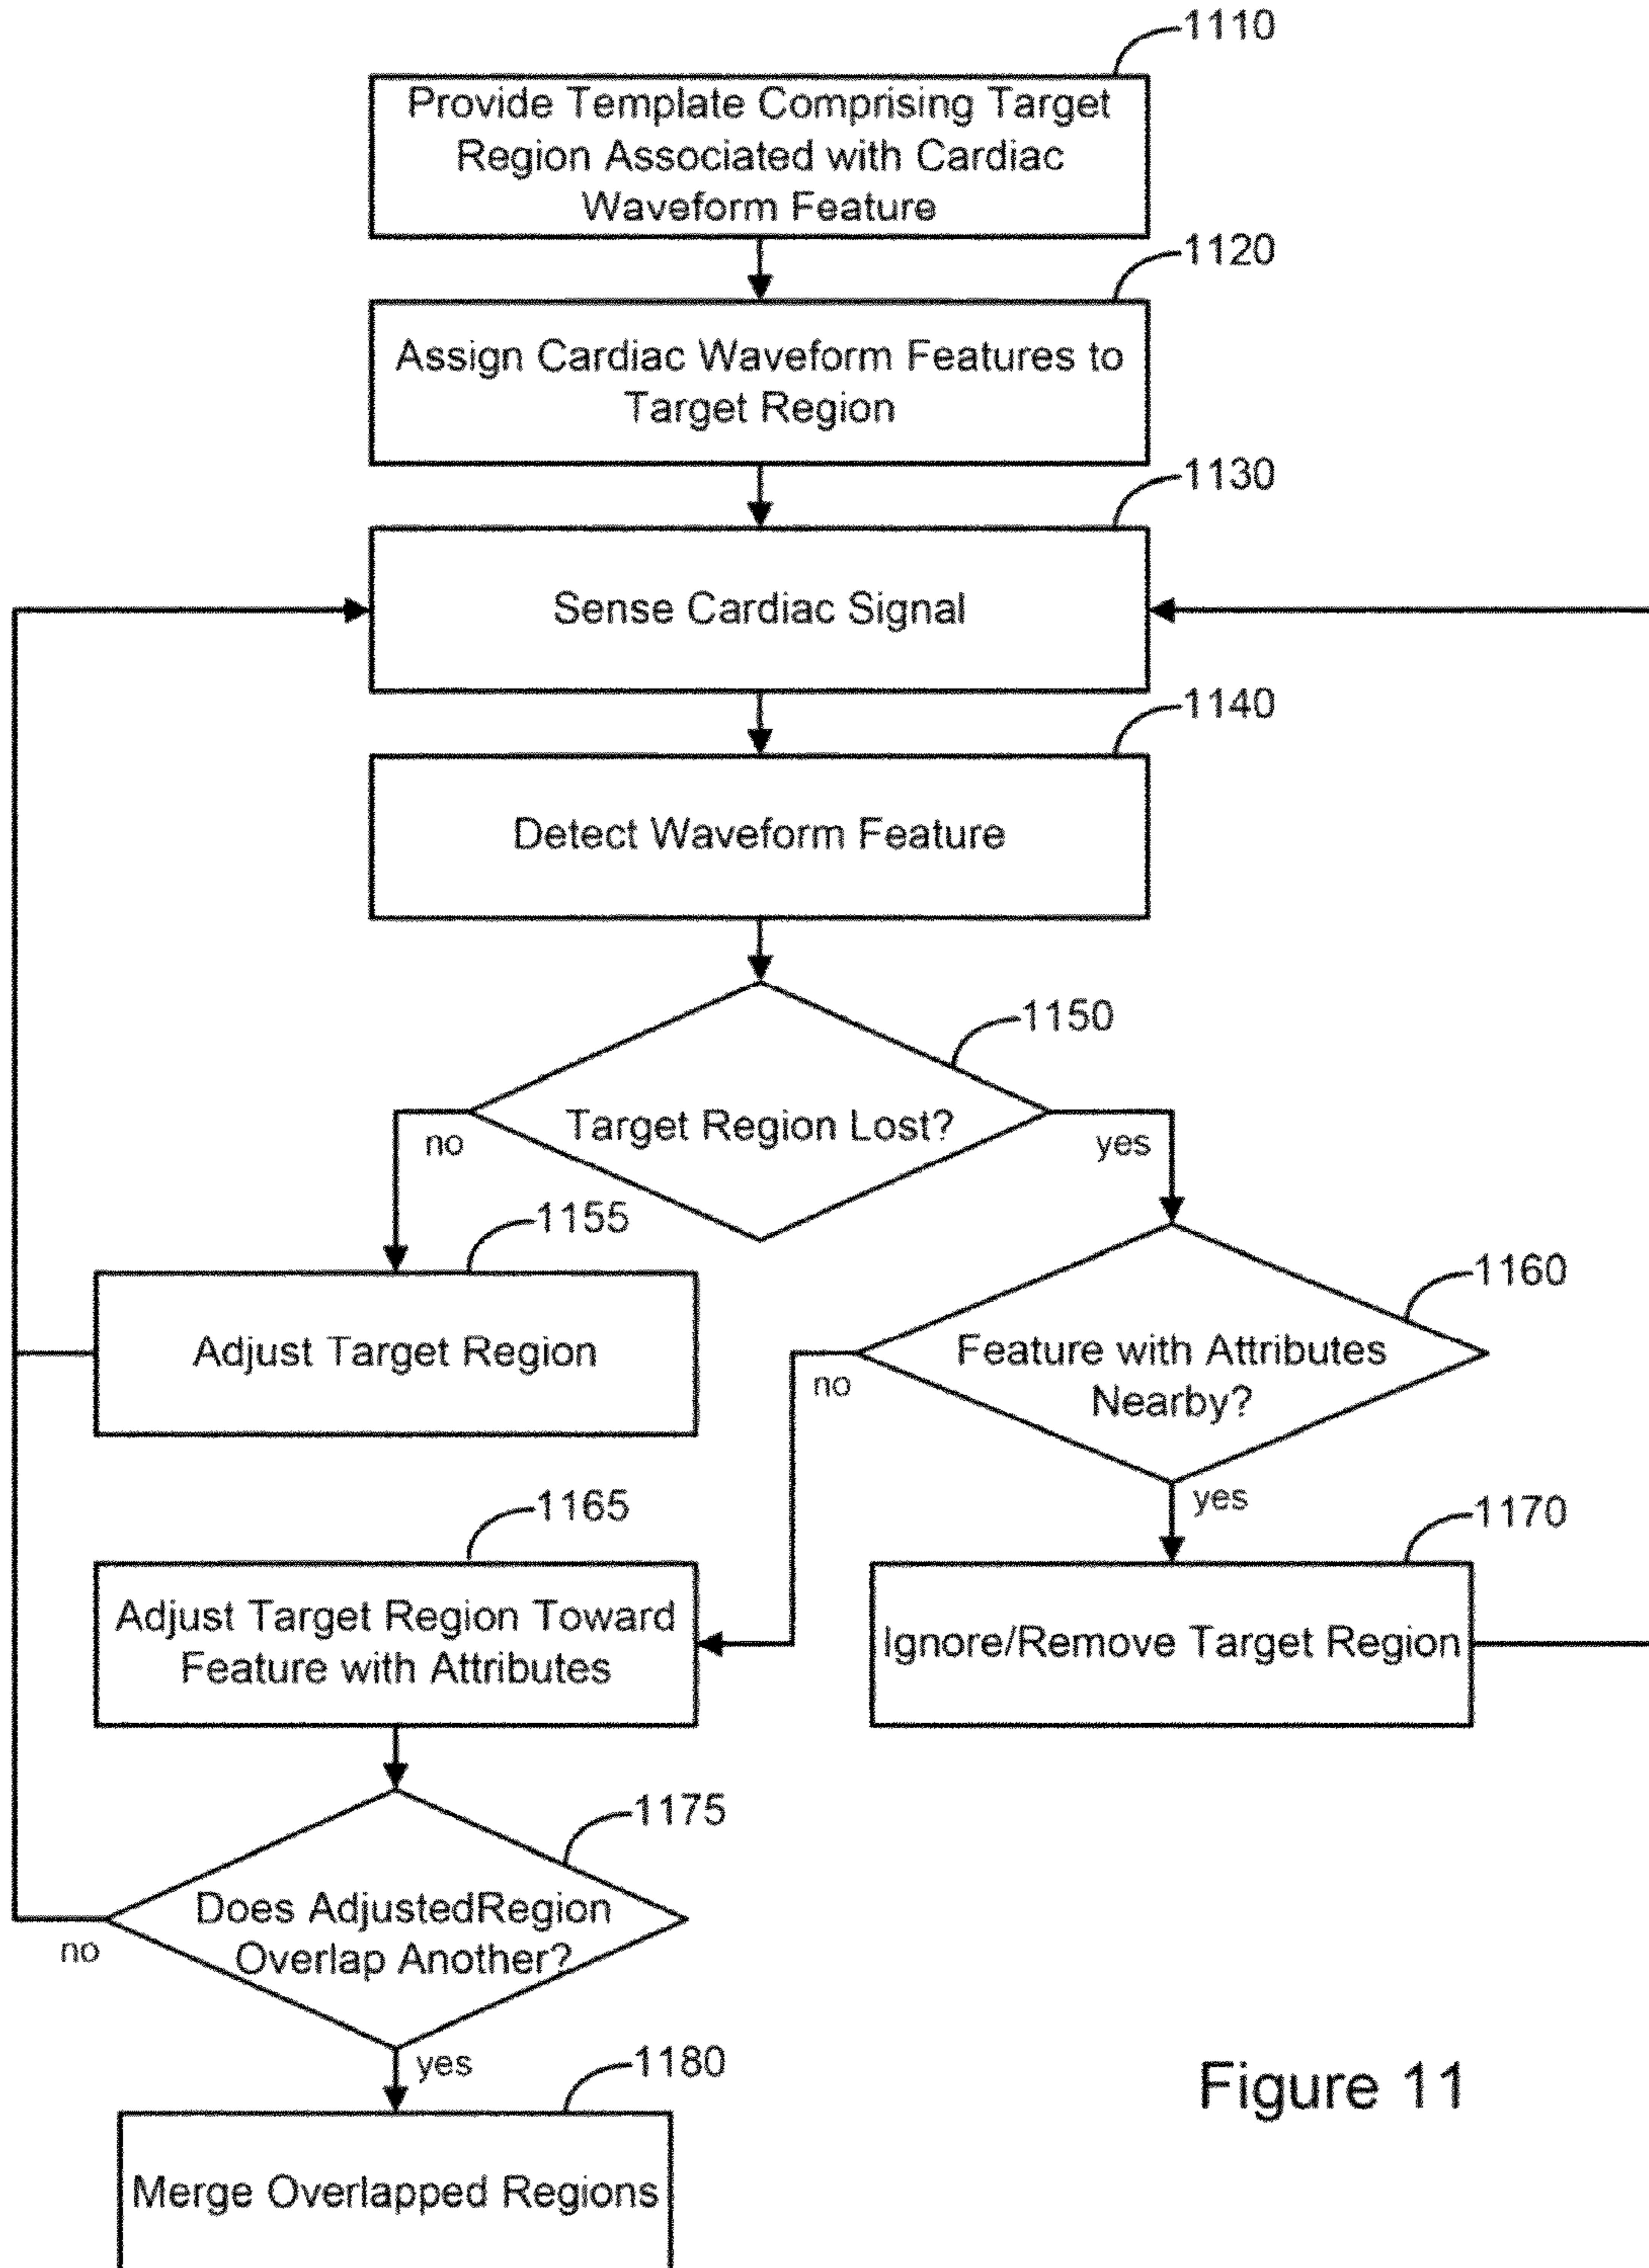 1110
Provide Template Comprising Target
Region Associated with Cardiac
Waveform Feature
1120
Assign Cardiac Waveform Features to
Target Region
1130
Sense Cardiac Signal
1140
Detect Waveform Feature
1150
Target Region Lost?
no
yes
1155
Adjust Target Region
1160
Feature with Attributes
Nearby?
no
yes
1165
Adjust Target Region Toward
Feature with Attributes
1170
Ignore/Remove Target Region
1175
Does AdjustedRegion
Overlap Another?
no
yes
1180
Merge Overlapped Regions
Figure 11